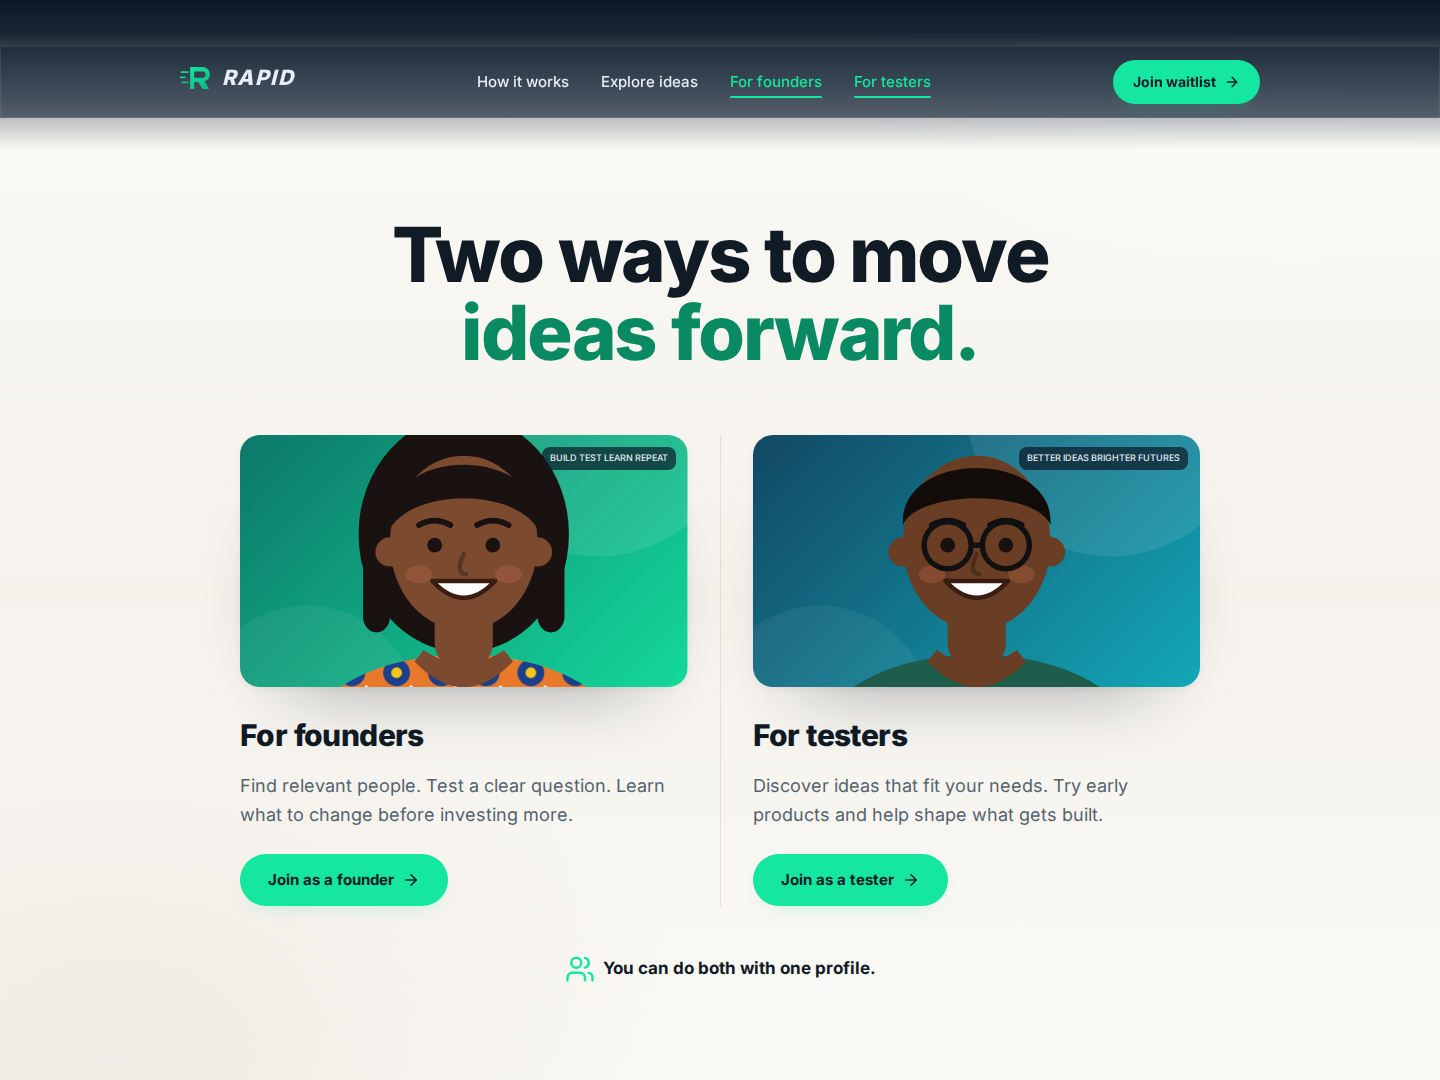 RAPID
How it works
Explore ideas
For founders
For testers
Join waitlist
Two ways to move
ideas forward.
BUILD TEST LEARN REPEAT
BETTER IDEAS BRIGHTER FUTURES
For founders
Find relevant people. Test a clear question. Learn
what to change before investing more.
Join as a founder
For testers
Discover ideas that fit your needs. Try early
products and help shape what gets built.
Join as a tester
You can do both with one profile.